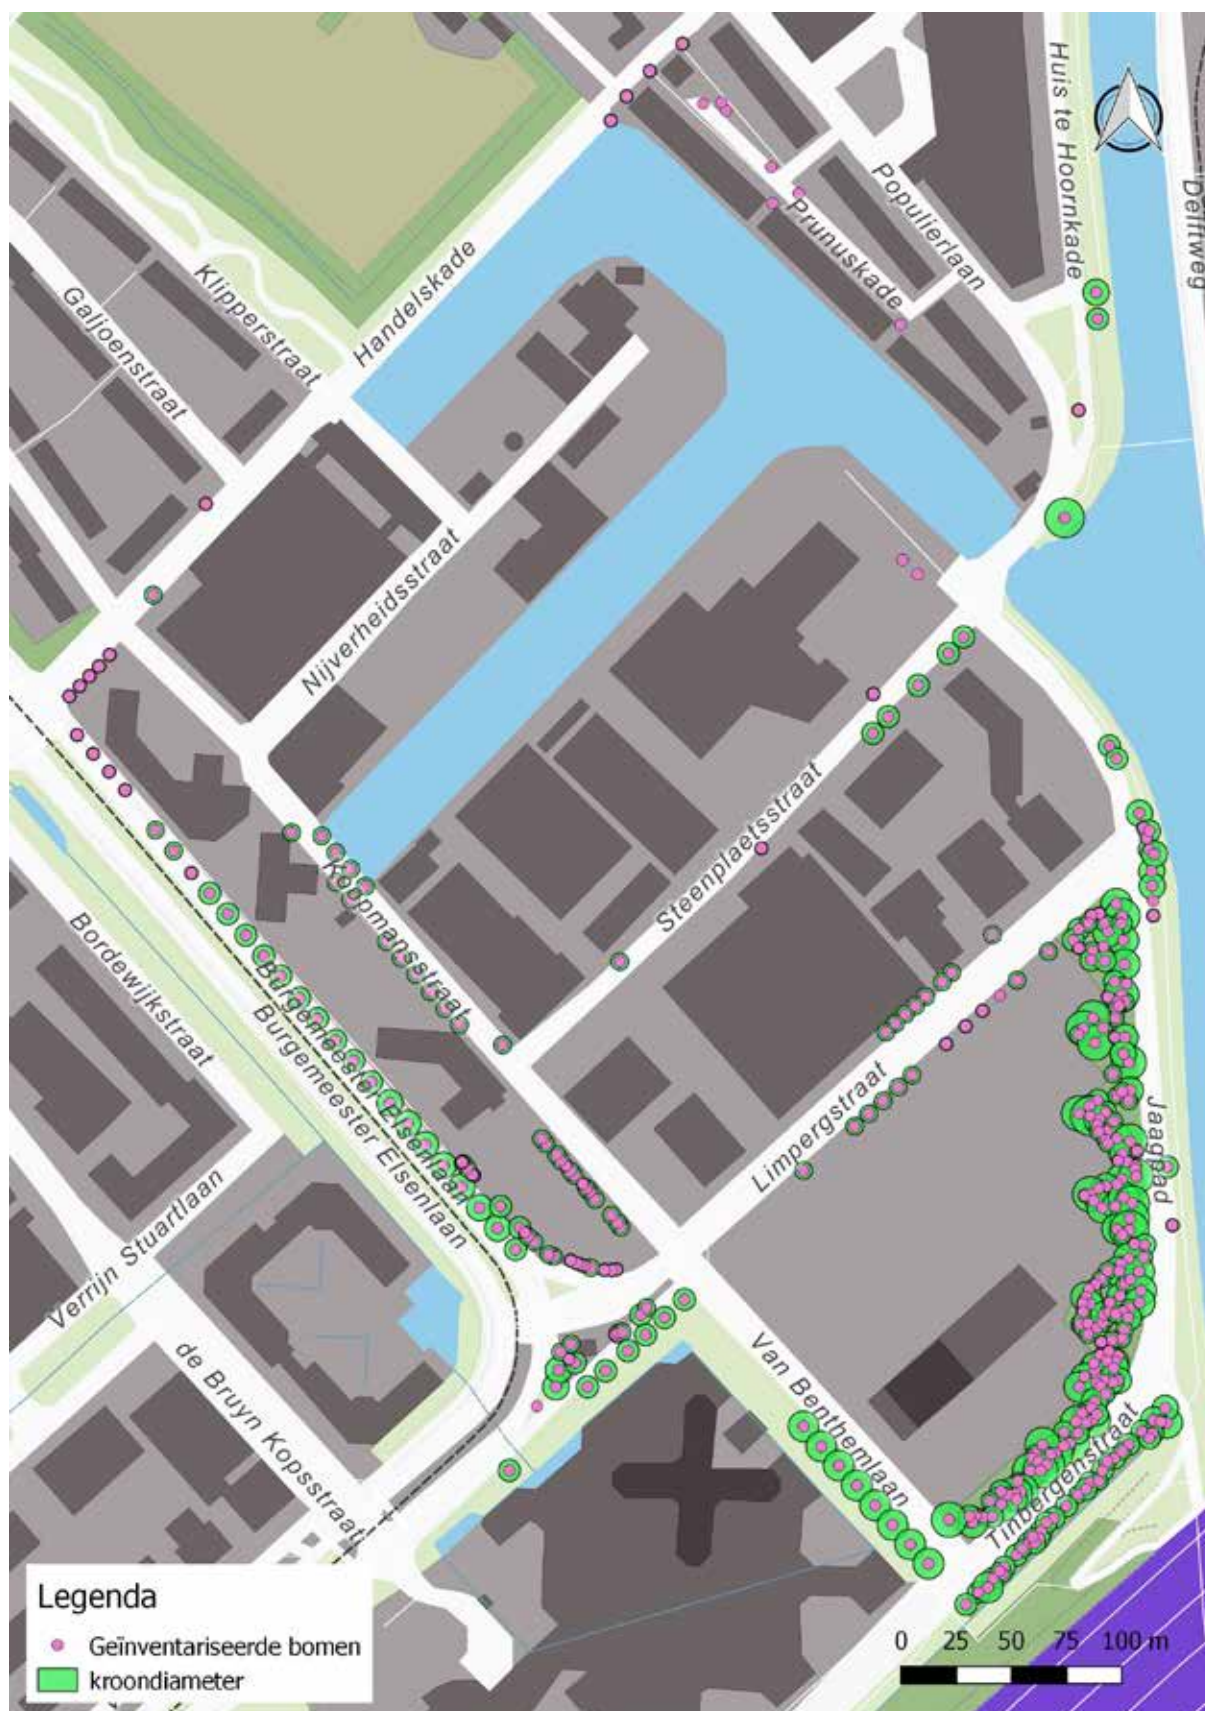 Huis te Hoornkade
Delftweg
Populierlaan
Prunuskade
Handelskade
Klipperstraat
Galjoenstraat
Nijverheidsstraat
Steenplaetsstraat
Koopmansstraat
Bordewijkstraat
Burgemeester Elsenlaan
Burgemeester Elsenlaan
Limpergstraat
Jaagpad
Verrijn Stuartlaan
de Bruyn Kopsstraat
Van Benthemlaan
Tinbergenstraat
Legenda
Geïnventariseerde bomen
kroondiameter
0 25 50 75 100 m